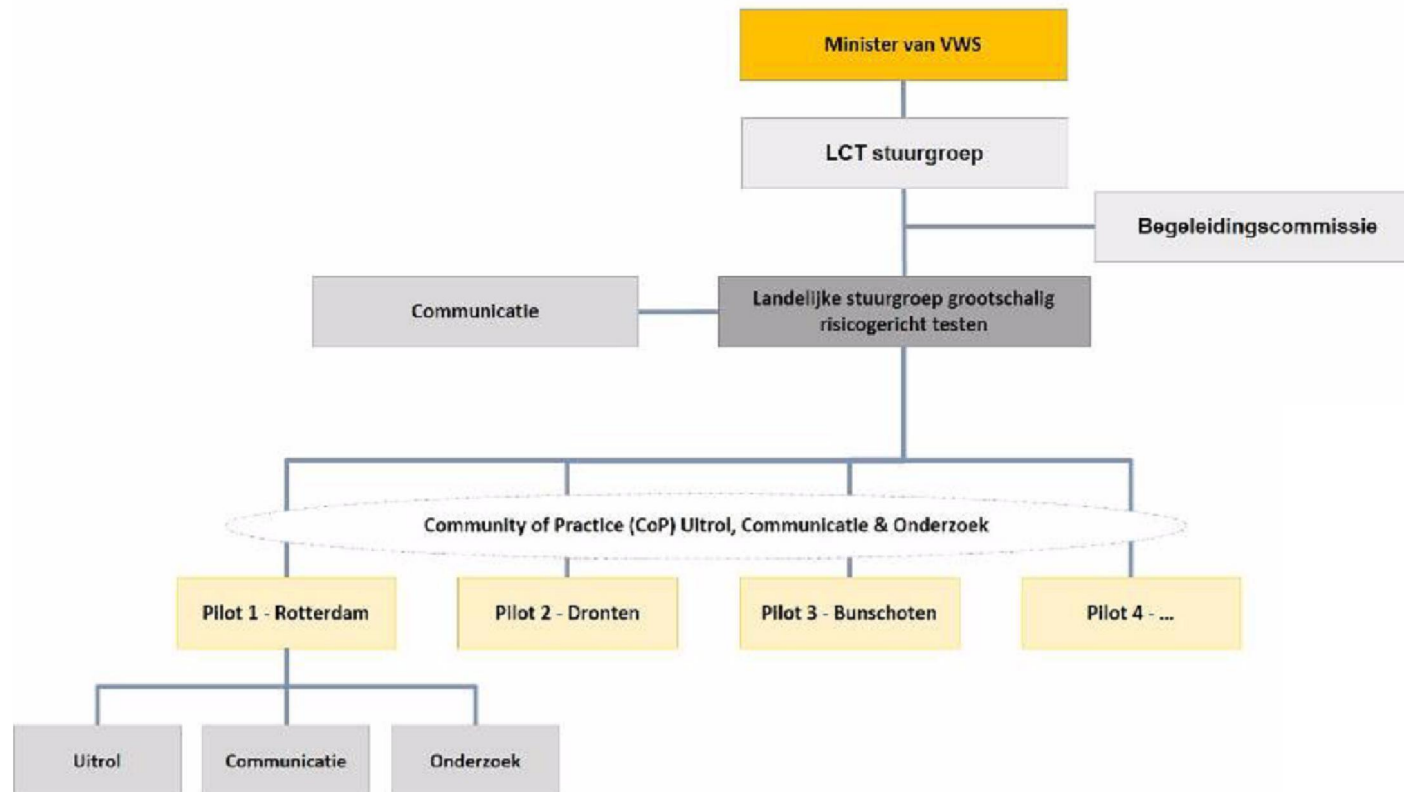 Minister van VWS
LCT stuurgroep
Begeleidingscommissie
Communicatie
Landelijke stuurgroep grootschalig
risicogericht testen
Community of Practice (CoP) Uitrol, Communicatie & Onderzoek
Pilot 1 - Rotterdam
Pilot 2 - Dronten
Pilot 3 - Bunschoten
Pilot 4 - ...
Uitrol
Communicatie
Onderzoek